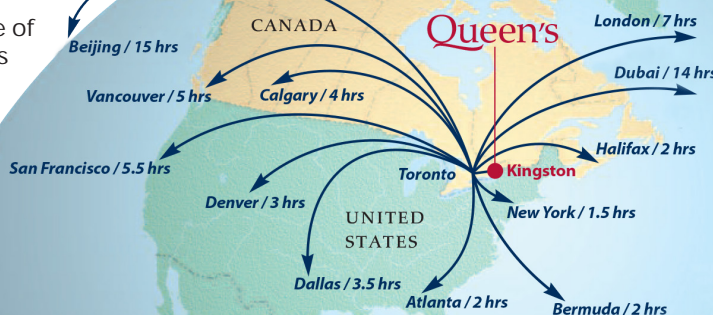 e of
s
CANADA
Queen's
London / 7 hrs
Beijing / 15 hrs
Dubai / 14 hrs
Vancouver / 5 hrs
Calgary / 4 hrs
Halifax / 2 hrs
San Francisco / 5.5 hrs
Toronto
Kingston
Denver / 3 hrs
New York / 1.5 hrs
UNITED
STATES
Dallas / 3.5 hrs
Atlanta / 2 hrs
Bermuda / 2 hrs